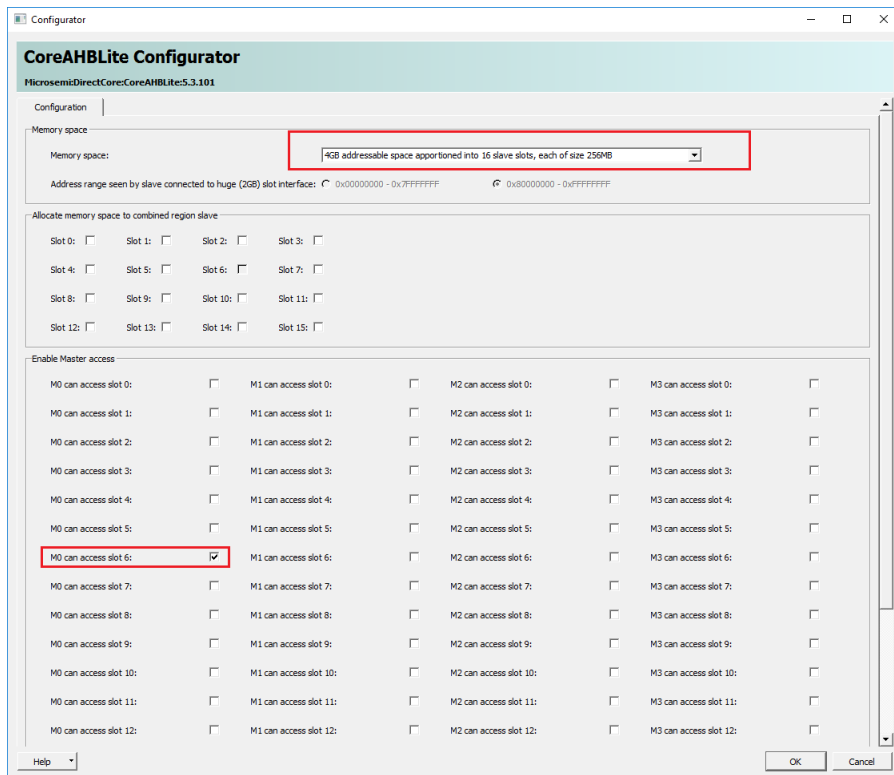 Configurator
CoreAHBLite Configurator
Microsemi:DirectCore:CoreAHBLite:5.3.101
Configuration
Memory space
Memory space: 4GB addressable space apportioned into 16 slave slots, each of size 256MB
Address range seen by slave connected to huge (2GB) slot interface: 0x00000000 - 0x7FFFFFFF 0x80000000 - 0xFFFFFFFF
Allocate memory space to combined region slave
Slot 0: Slot 1: Slot 2: Slot 3:
Slot 4: Slot 5: Slot 6: Slot 7:
Slot 8: Slot 9: Slot 10: Slot 11:
Slot 12: Slot 13: Slot 14: Slot 15:
Enable Master access
M0 can access slot 0: M1 can access slot 0: M2 can access slot 0: M3 can access slot 0:
M0 can access slot 1: M1 can access slot 1: M2 can access slot 1: M3 can access slot 1:
M0 can access slot 2: M1 can access slot 2: M2 can access slot 2: M3 can access slot 2:
M0 can access slot 3: M1 can access slot 3: M2 can access slot 3: M3 can access slot 3:
M0 can access slot 4: M1 can access slot 4: M2 can access slot 4: M3 can access slot 4:
M0 can access slot 5: M1 can access slot 5: M2 can access slot 5: M3 can access slot 5:
M0 can access slot 6: M1 can access slot 6: M2 can access slot 6: M3 can access slot 6:
M0 can access slot 7: M1 can access slot 7: M2 can access slot 7: M3 can access slot 7:
M0 can access slot 8: M1 can access slot 8: M2 can access slot 8: M3 can access slot 8:
M0 can access slot 9: M1 can access slot 9: M2 can access slot 9: M3 can access slot 9:
M0 can access slot 10: M1 can access slot 10: M2 can access slot 10: M3 can access slot 10:
M0 can access slot 11: M1 can access slot 11: M2 can access slot 11: M3 can access slot 11:
M0 can access slot 12: M1 can access slot 12: M2 can access slot 12: M3 can access slot 12:
Help OK Cancel